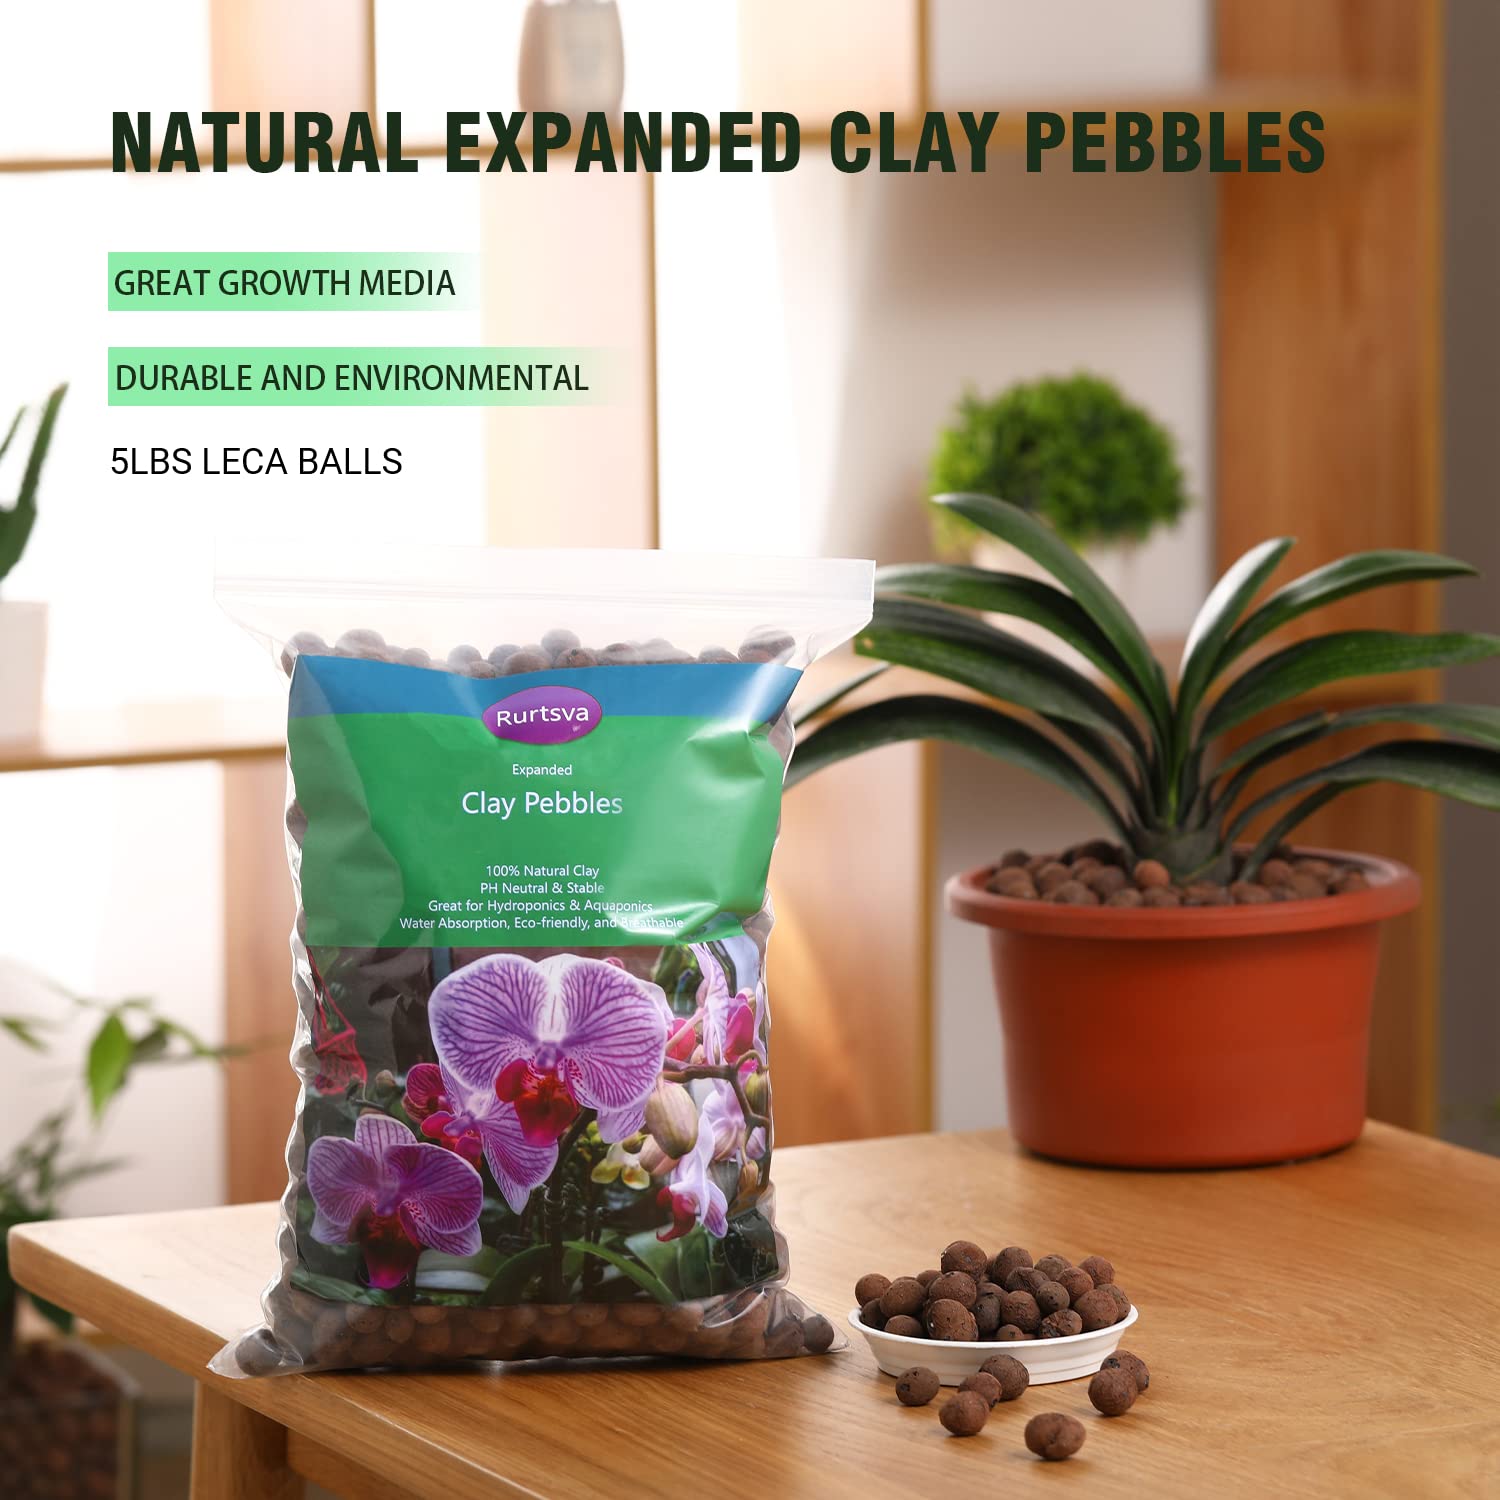 NATURAL EXPANDED CLAY PEBBLES
GREAT GROWTH MEDIA
DURABLE AND ENVIRONMENTAL
5LBS LECA BALLS
Rurtsva
Expanded
Clay Pebbles
100% Natural Clay
PH Neutral & Stable
Great for Hydroponics & Aquaponics
Water Absorption, Eco-friendly, and Breathable